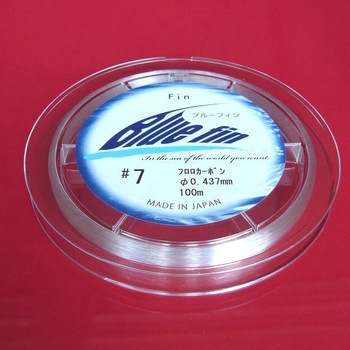 Fin
ブルーフィン
Blue fin
In the sea of the world you want
#7
フロロカーボン
φ0.437mm
100m
MADE IN JAPAN